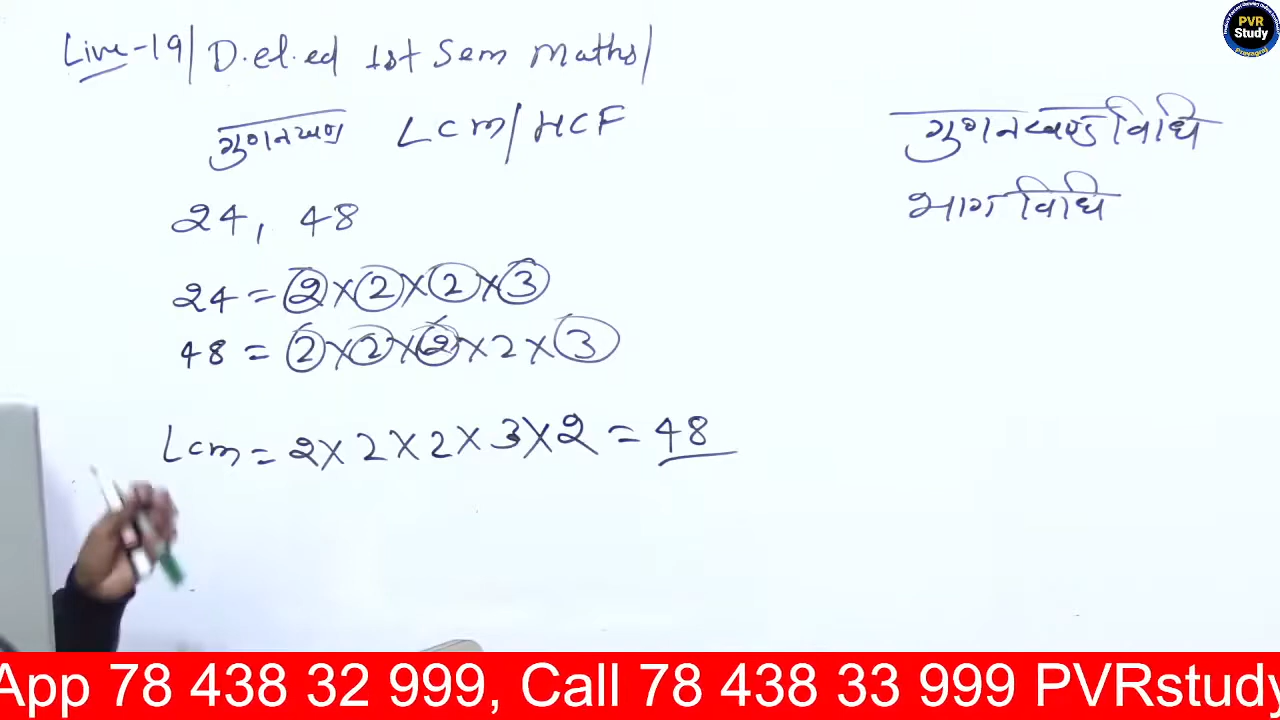 Live-19/ D.el.ed 1st Sem Maths/
गुणनखण्ड LCM/HCF
24, 48
24 = 2×2×2×3
48 = 2×2×2×2×3
Lcm = 2×2×2×3×2 = 48
गुणनखण्ड विधि
भाग विधि
PVR
Study
Prayagraj
App 78 438 32 999, Call 78 438 33 999 PVRstudy